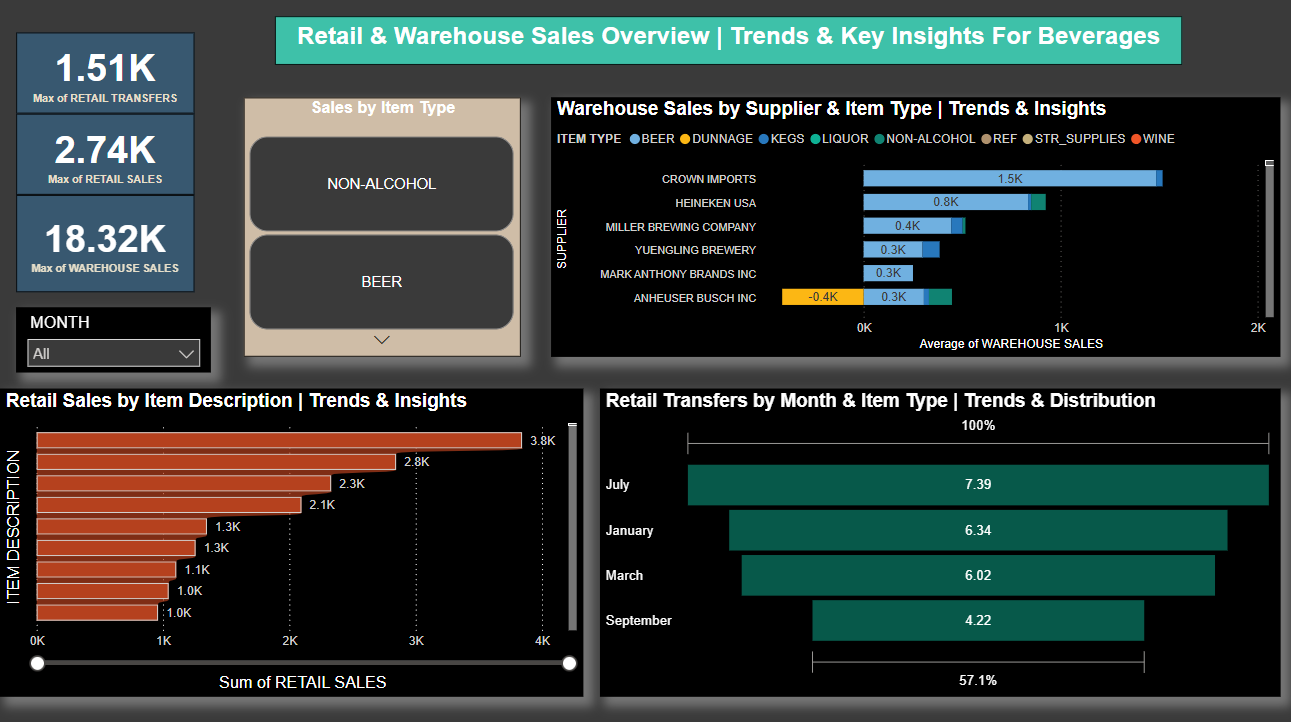 Retail & Warehouse Sales Overview | Trends & Key Insights For Beverages
1.51K
Max of RETAIL TRANSFERS
2.74K
Max of RETAIL SALES
18.32K
Max of WAREHOUSE SALES
MONTH
All
Sales by Item Type
NON-ALCOHOL
BEER
Warehouse Sales by Supplier & Item Type | Trends & Insights
ITEM TYPE BEER DUNNAGE KEGS LIQUOR NON-ALCOHOL REF STR_SUPPLIES WINE
SUPPLIER
CROWN IMPORTS 1.5K
HEINEKEN USA 0.8K
MILLER BREWING COMPANY 0.4K
YUENGLING BREWERY 0.3K
MARK ANTHONY BRANDS INC 0.3K
ANHEUSER BUSCH INC -0.4K 0.3K
0K 1K 2K
Average of WAREHOUSE SALES
Retail Sales by Item Description | Trends & Insights
ITEM DESCRIPTION
3.8K
2.8K
2.3K
2.1K
1.3K
1.3K
1.1K
1.0K
1.0K
0K 1K 2K 3K 4K
Sum of RETAIL SALES
Retail Transfers by Month & Item Type | Trends & Distribution
100%
July 7.39
January 6.34
March 6.02
September 4.22
57.1%